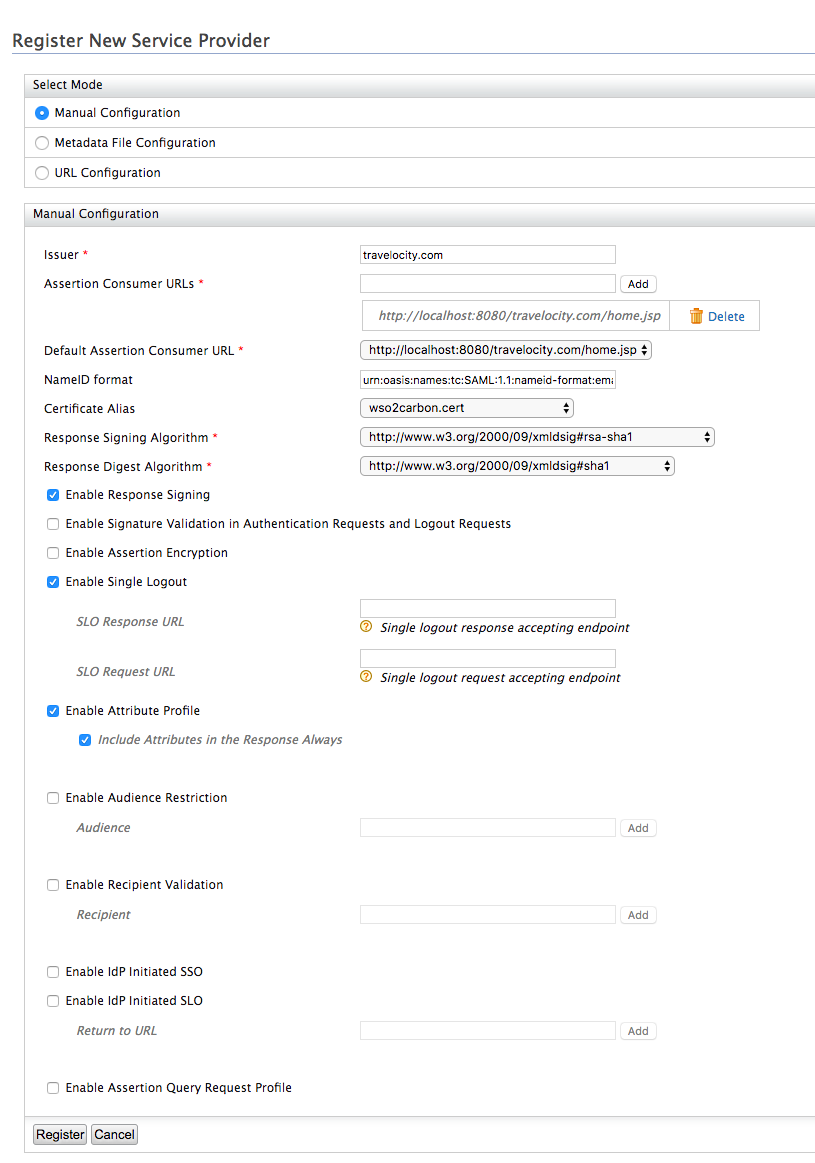 Register New Service Provider
Select Mode
Manual Configuration
Metadata File Configuration
URL Configuration
Manual Configuration
Issuer * travelocity.com
Assertion Consumer URLs * Add
http://localhost:8080/travelocity.com/home.jsp Delete
Default Assertion Consumer URL * http://localhost:8080/travelocity.com/home.jsp
NameID format urn:oasis:names:tc:SAML:1.1:nameid-format:ema
Certificate Alias wso2carbon.cert
Response Signing Algorithm * http://www.w3.org/2000/09/xmldsig#rsa-sha1
Response Digest Algorithm * http://www.w3.org/2000/09/xmldsig#sha1
Enable Response Signing
Enable Signature Validation in Authentication Requests and Logout Requests
Enable Assertion Encryption
Enable Single Logout
SLO Response URL
? Single logout response accepting endpoint
SLO Request URL
? Single logout request accepting endpoint
Enable Attribute Profile
Include Attributes in the Response Always
Enable Audience Restriction
Audience Add
Enable Recipient Validation
Recipient Add
Enable IdP Initiated SSO
Enable IdP Initiated SLO
Return to URL Add
Enable Assertion Query Request Profile
Register Cancel